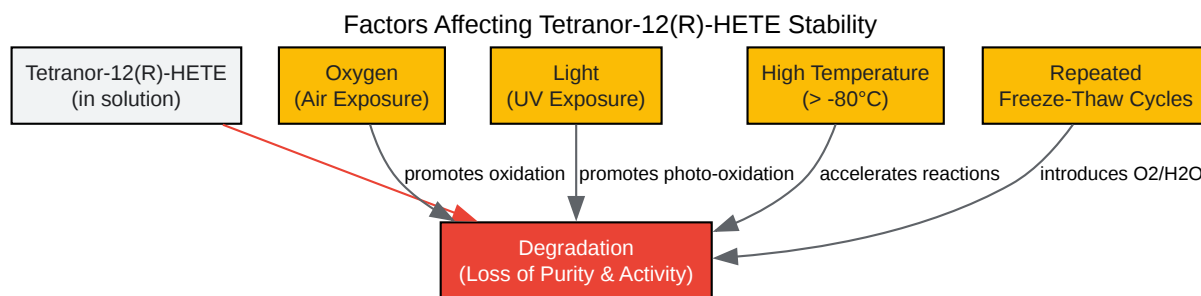 Factors Affecting Tetranor-12(R)-HETE Stability
Tetranor-12(R)-HETE
(in solution)
Oxygen
(Air Exposure)
Light
(UV Exposure)
High Temperature
(> -80°C)
Repeated
Freeze-Thaw Cycles
promotes oxidation
promotes photo-oxidation
accelerates reactions
introduces O2/H2O
Degradation
(Loss of Purity & Activity)